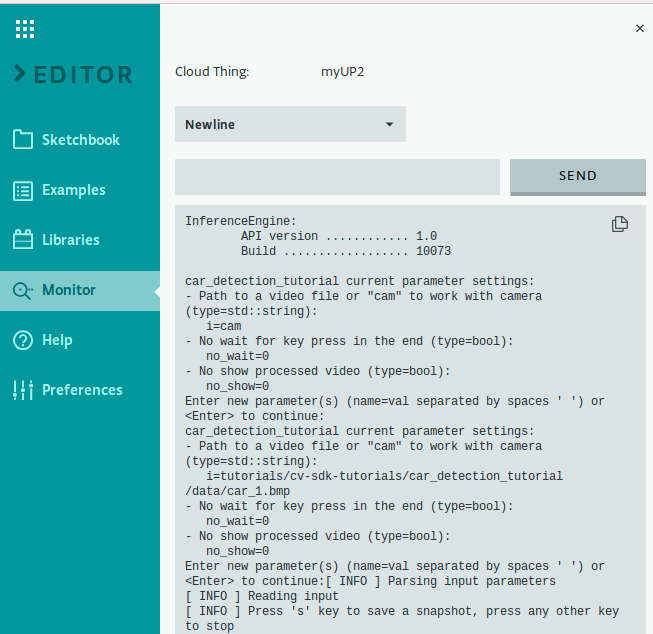 EDITOR
Sketchbook
Examples
Libraries
Monitor
Help
Preferences
Cloud Thing: myUP2
Newline
SEND
InferenceEngine:
        API version ............ 1.0
        Build .................. 10073
car_detection_tutorial current parameter settings:
- Path to a video file or "cam" to work with camera
(type=std::string):
   i=cam
- No wait for key press in the end (type=bool):
   no_wait=0
- No show processed video (type=bool):
   no_show=0
Enter new parameter(s) (name=val separated by spaces ' ') or
<Enter> to continue:
car_detection_tutorial current parameter settings:
- Path to a video file or "cam" to work with camera
(type=std::string):
   i=tutorials/cv-sdk-tutorials/car_detection_tutorial
/data/car_1.bmp
- No wait for key press in the end (type=bool):
   no_wait=0
- No show processed video (type=bool):
   no_show=0
Enter new parameter(s) (name=val separated by spaces ' ') or
<Enter> to continue:[ INFO ] Parsing input parameters
[ INFO ] Reading input
[ INFO ] Press 's' key to save a snapshot, press any other key
to stop